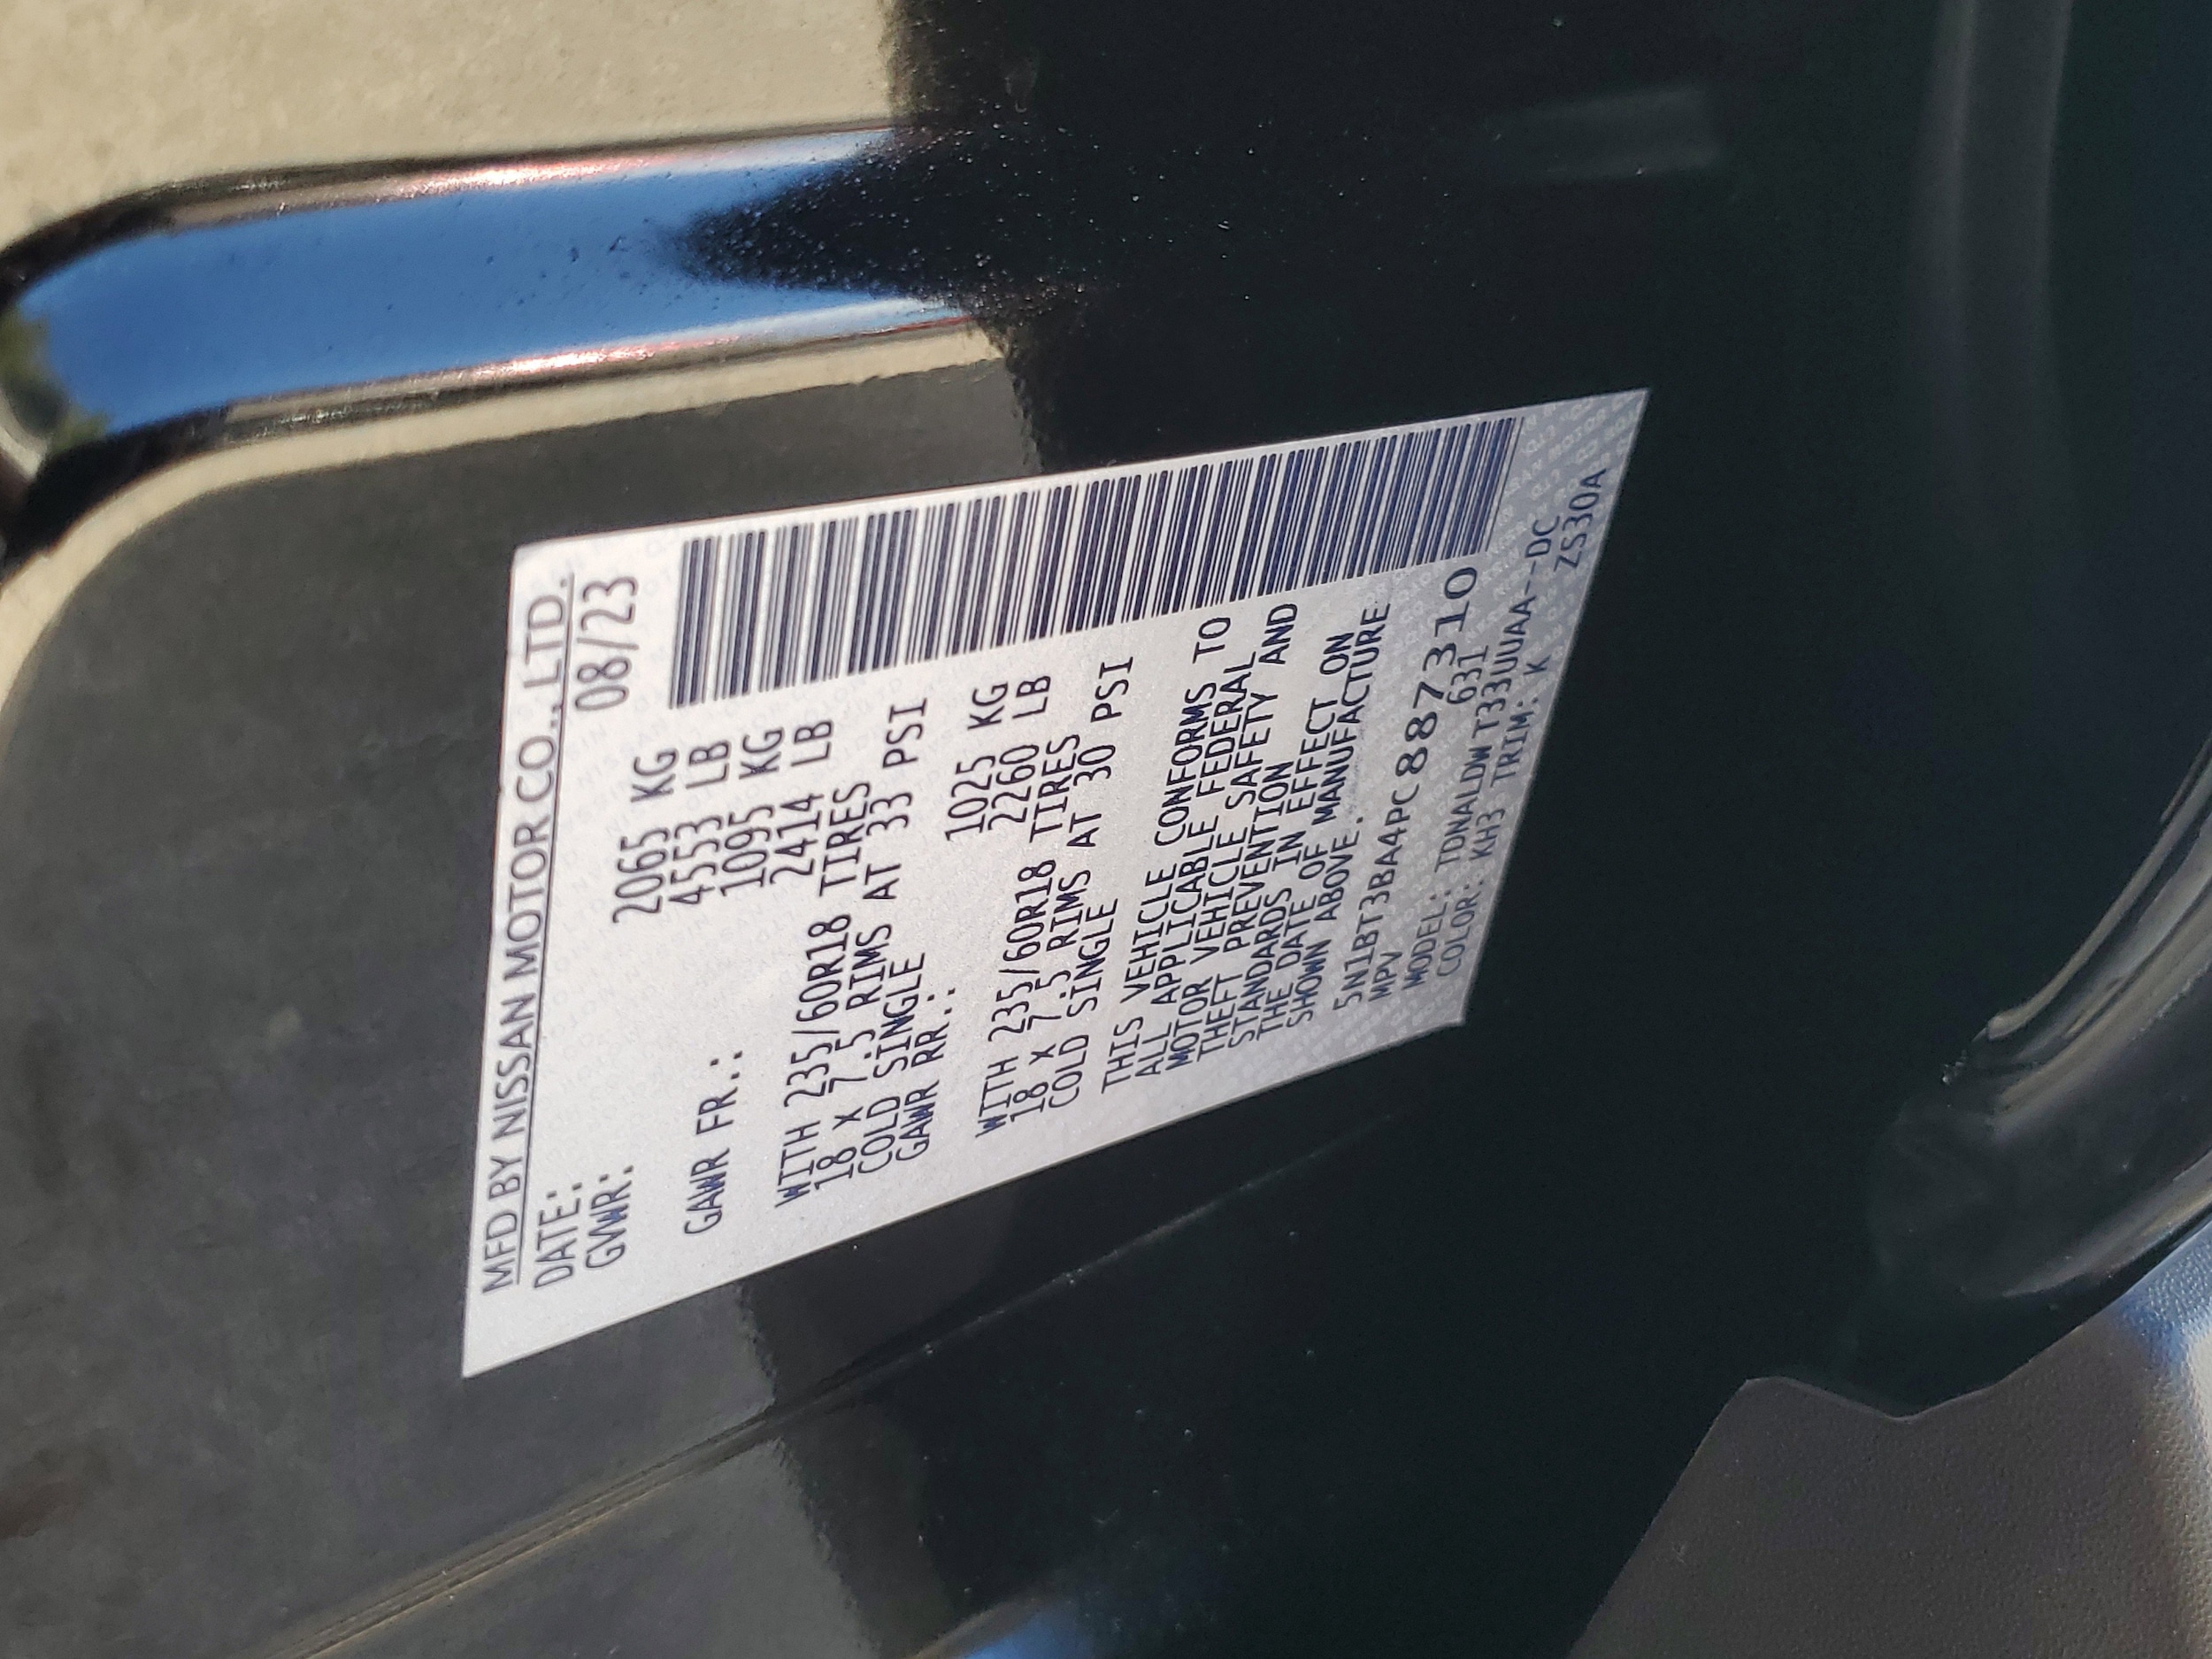 MFD BY NISSAN MOTOR CO., LTD.
DATE: 08/23
GVWR: 2065 KG
4553 LB
GAWR FR.: 1095 KG
2414 LB
WITH 235/60R18 TIRES
18 X 7.5 RIMS AT 33 PSI
COLD SINGLE
GAWR RR.: 1025 KG
2260 LB
WITH 235/60R18 TIRES
18 X 7.5 RIMS AT 30 PSI
COLD SINGLE
THIS VEHICLE CONFORMS TO
ALL APPLICABLE FEDERAL
MOTOR VEHICLE SAFETY AND
THEFT PREVENTION
STANDARDS IN EFFECT ON
THE DATE OF MANUFACTURE
SHOWN ABOVE.
5N1BT3BA4PC887310
MPV 631
MODEL: TDNALDWT33UUAA--DC
COLOR: KH3 TRIM: K ZS30A